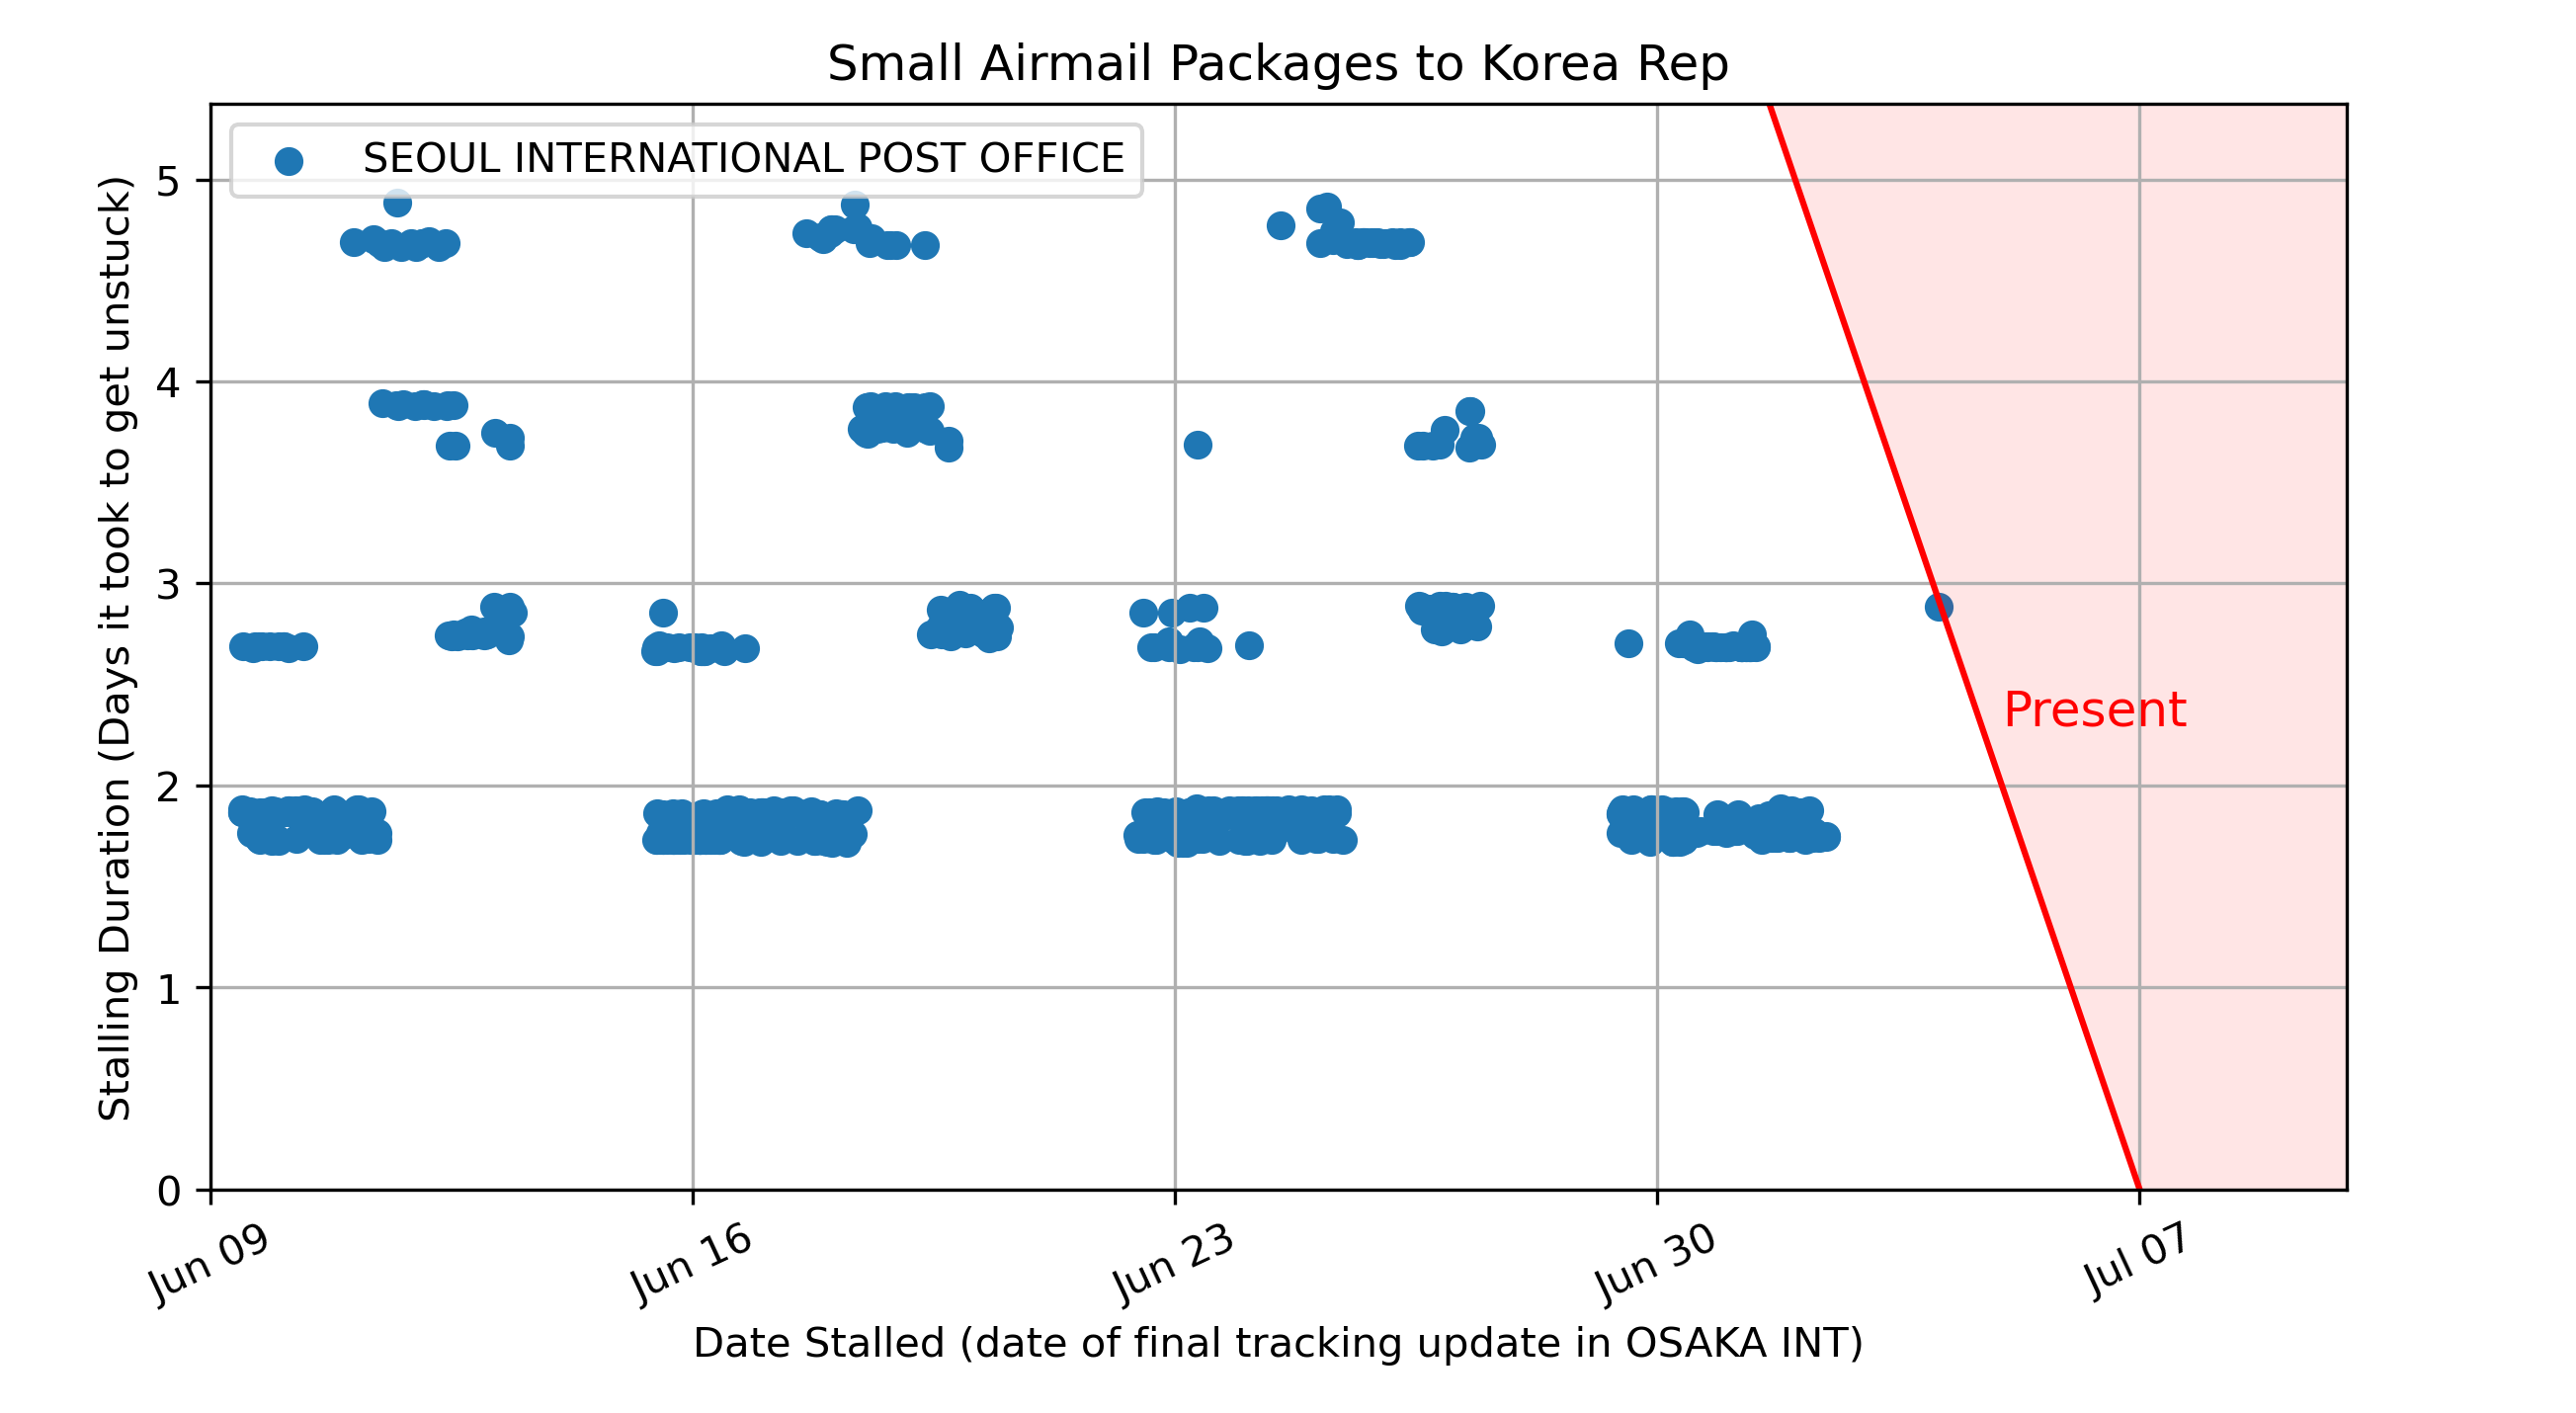 Small Airmail Packages to Korea Rep
SEOUL INTERNATIONAL POST OFFICE
Stalling Duration (Days it took to get unstuck)
5
4
3
2
1
0
Present
Jun 09
Jun 16
Jun 23
Jun 30
Jul 07
Date Stalled (date of final tracking update in OSAKA INT)